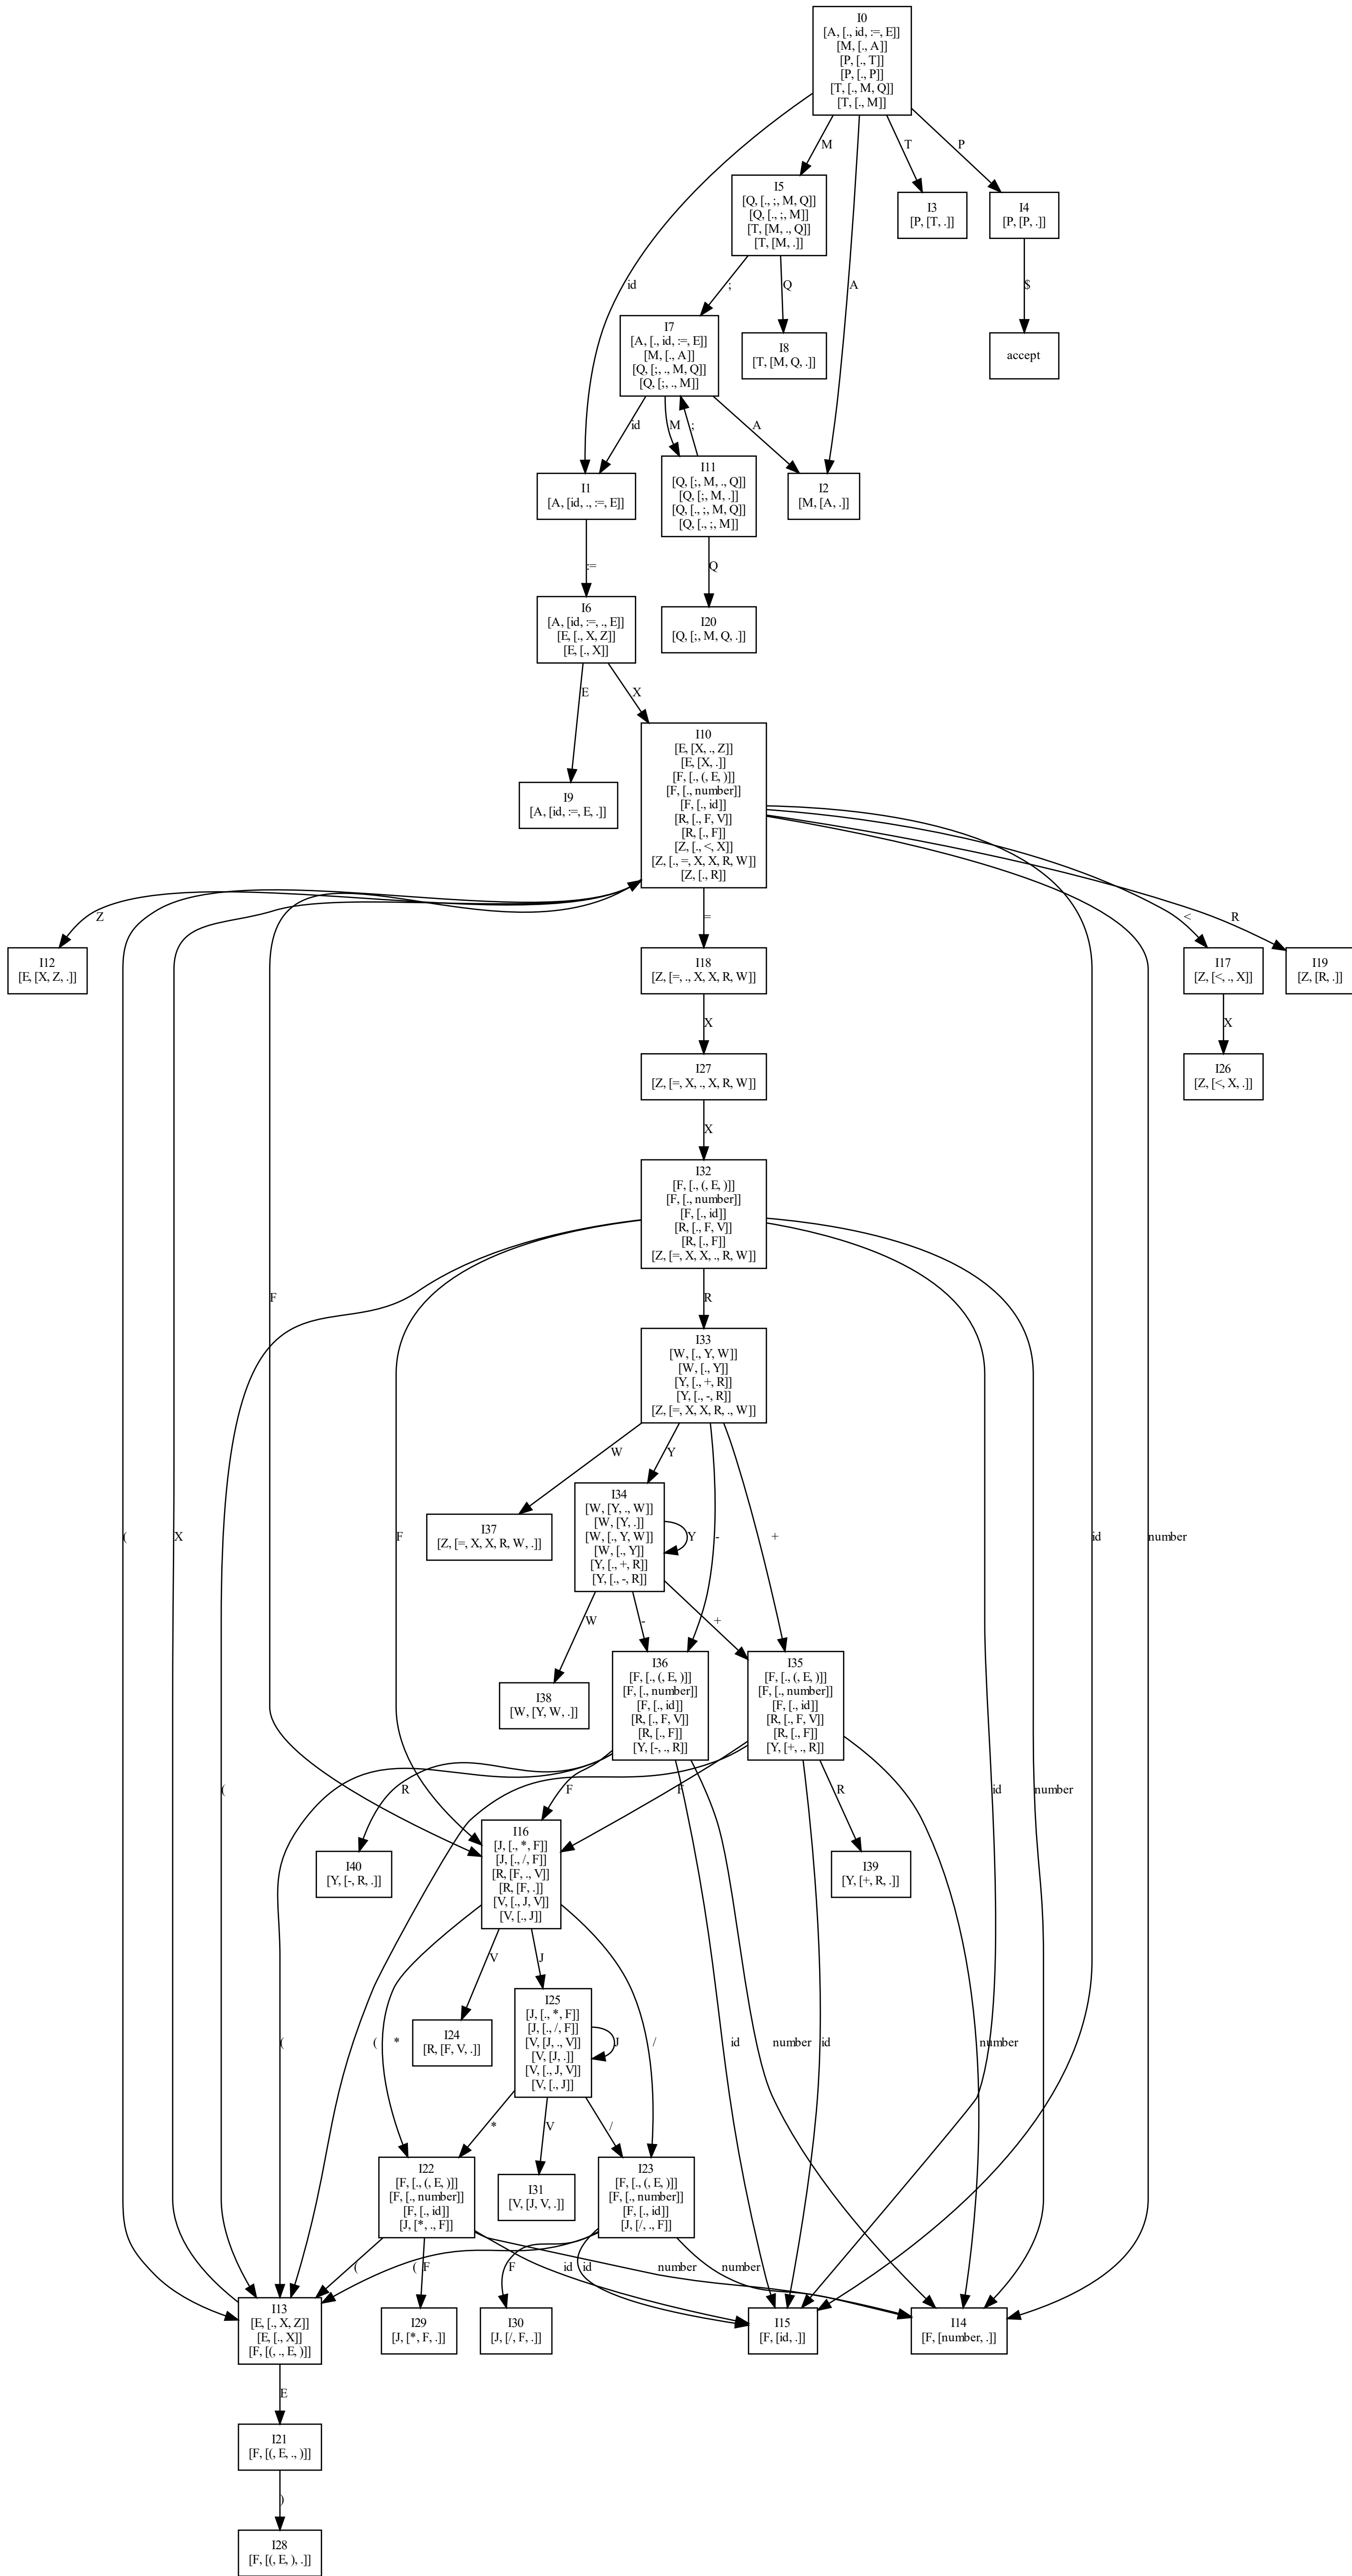 I0
[A, [., id, :=, E]]
[M, [., A]]
[P, [., T]]
[P, [., P]]
[T, [., M, Q]]
[T, [., M]]
M
T
P
I5
[Q, [., ;, M, Q]]
[Q, [., ;, M]]
[T, [M, ., Q]]
[T, [M, .]]
I3
[P, [T, .]]
I4
[P, [P, .]]
id
;
Q
A
$
I7
[A, [., id, :=, E]]
[M, [., A]]
[Q, [;, ., M, Q]]
[Q, [;, ., M]]
I8
[T, [M, Q, .]]
accept
id
M
;
A
I1
[A, [id, ., :=, E]]
I11
[Q, [;, M, ., Q]]
[Q, [;, M, .]]
[Q, [., ;, M, Q]]
[Q, [., ;, M]]
I2
[M, [A, .]]
:=
Q
I6
[A, [id, :=, ., E]]
[E, [., X, Z]]
[E, [., X]]
I20
[Q, [;, M, Q, .]]
E
X
I10
[E, [X, ., Z]]
[E, [X, .]]
[F, [., (, E, )]]
[F, [., number]]
[F, [., id]]
[R, [., F, V]]
[R, [., F]]
[Z, [., <, X]]
[Z, [., =, X, X, R, W]]
[Z, [., R]]
I9
[A, [id, :=, E, .]]
Z
=
<
R
I12
[E, [X, Z, .]]
I18
[Z, [=, ., X, X, R, W]]
I17
[Z, [<, ., X]]
I19
[Z, [R, .]]
X
X
I27
[Z, [=, X, ., X, R, W]]
I26
[Z, [<, X, .]]
X
I32
[F, [., (, E, )]]
[F, [., number]]
[F, [., id]]
[R, [., F, V]]
[R, [., F]]
[Z, [=, X, X, ., R, W]]
F
R
I33
[W, [., Y, W]]
[W, [., Y]]
[Y, [., +, R]]
[Y, [., -, R]]
[Z, [=, X, X, R, ., W]]
W
Y
I34
[W, [Y, ., W]]
[W, [Y, .]]
[W, [., Y, W]]
[W, [., Y]]
[Y, [., +, R]]
[Y, [., -, R]]
I37
[Z, [=, X, X, R, W, .]]
(
X
F
Y
-
+
id
number
W
-
+
I38
[W, [Y, W, .]]
I36
[F, [., (, E, )]]
[F, [., number]]
[F, [., id]]
[R, [., F, V]]
[R, [., F]]
[Y, [-, ., R]]
I35
[F, [., (, E, )]]
[F, [., number]]
[F, [., id]]
[R, [., F, V]]
[R, [., F]]
[Y, [+, ., R]]
(
R
F
F
R
id
number
I40
[Y, [-, R, .]]
I16
[J, [., *, F]]
[J, [., /, F]]
[R, [F, ., V]]
[R, [F, .]]
[V, [., J, V]]
[V, [., J]]
I39
[Y, [+, R, .]]
V
J
I24
[R, [F, V, .]]
I25
[J, [., *, F]]
[J, [., /, F]]
[V, [J, ., V]]
[V, [J, .]]
[V, [., J, V]]
[V, [., J]]
(
(
*
J
/
id
number
id
number
*
V
/
I22
[F, [., (, E, )]]
[F, [., number]]
[F, [., id]]
[J, [*, ., F]]
I31
[V, [J, V, .]]
I23
[F, [., (, E, )]]
[F, [., number]]
[F, [., id]]
[J, [/, ., F]]
(
(
F
F
id
id
number
number
I13
[E, [., X, Z]]
[E, [., X]]
[F, [(, ., E, )]]
I29
[J, [*, F, .]]
I30
[J, [/, F, .]]
I15
[F, [id, .]]
I14
[F, [number, .]]
E
I21
[F, [(, E, ., )]]
)
I28
[F, [(, E, ), .]]